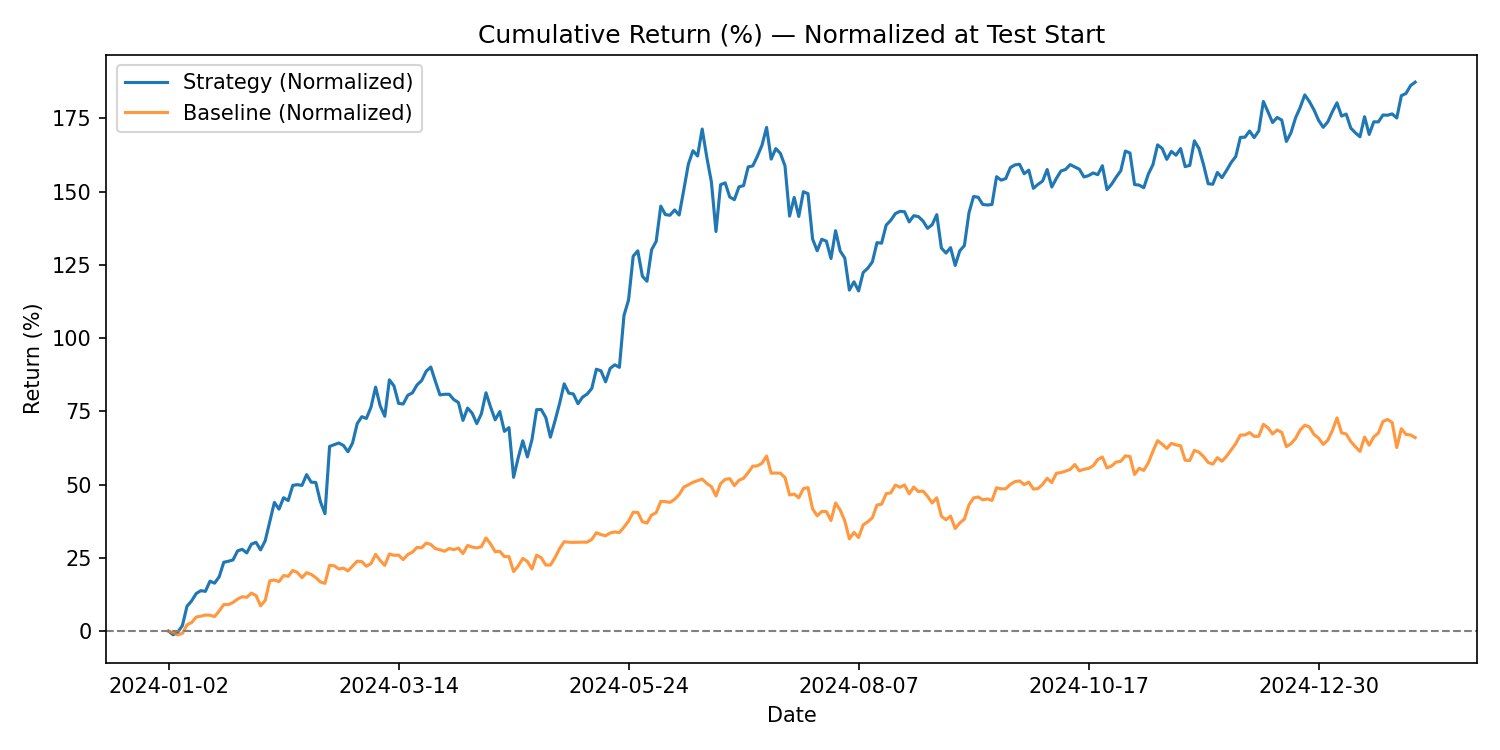 Cumulative Return (%) — Normalized at Test Start
Strategy (Normalized)
Baseline (Normalized)
Return (%)
175
150
125
100
75
50
25
0
2024-01-02
2024-03-14
2024-05-24
2024-08-07
2024-10-17
2024-12-30
Date